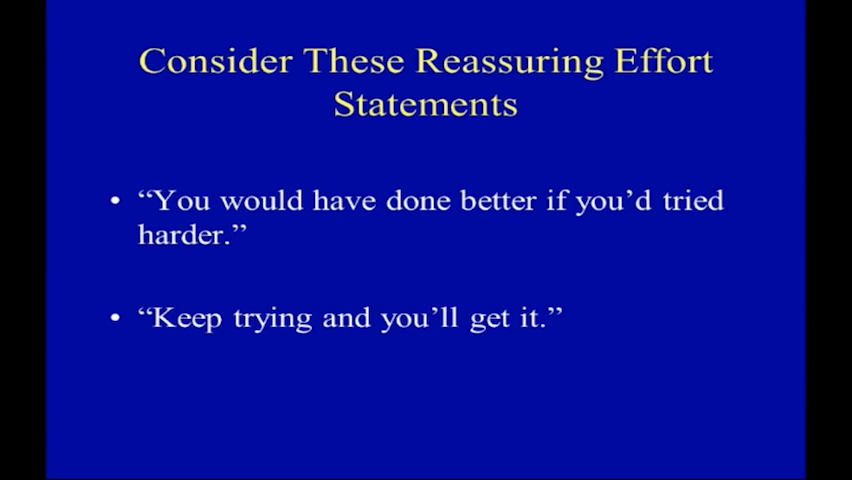 Consider These Reassuring Effort
Statements
• “You would have done better if you’d tried
harder.”
• “Keep trying and you’ll get it.”